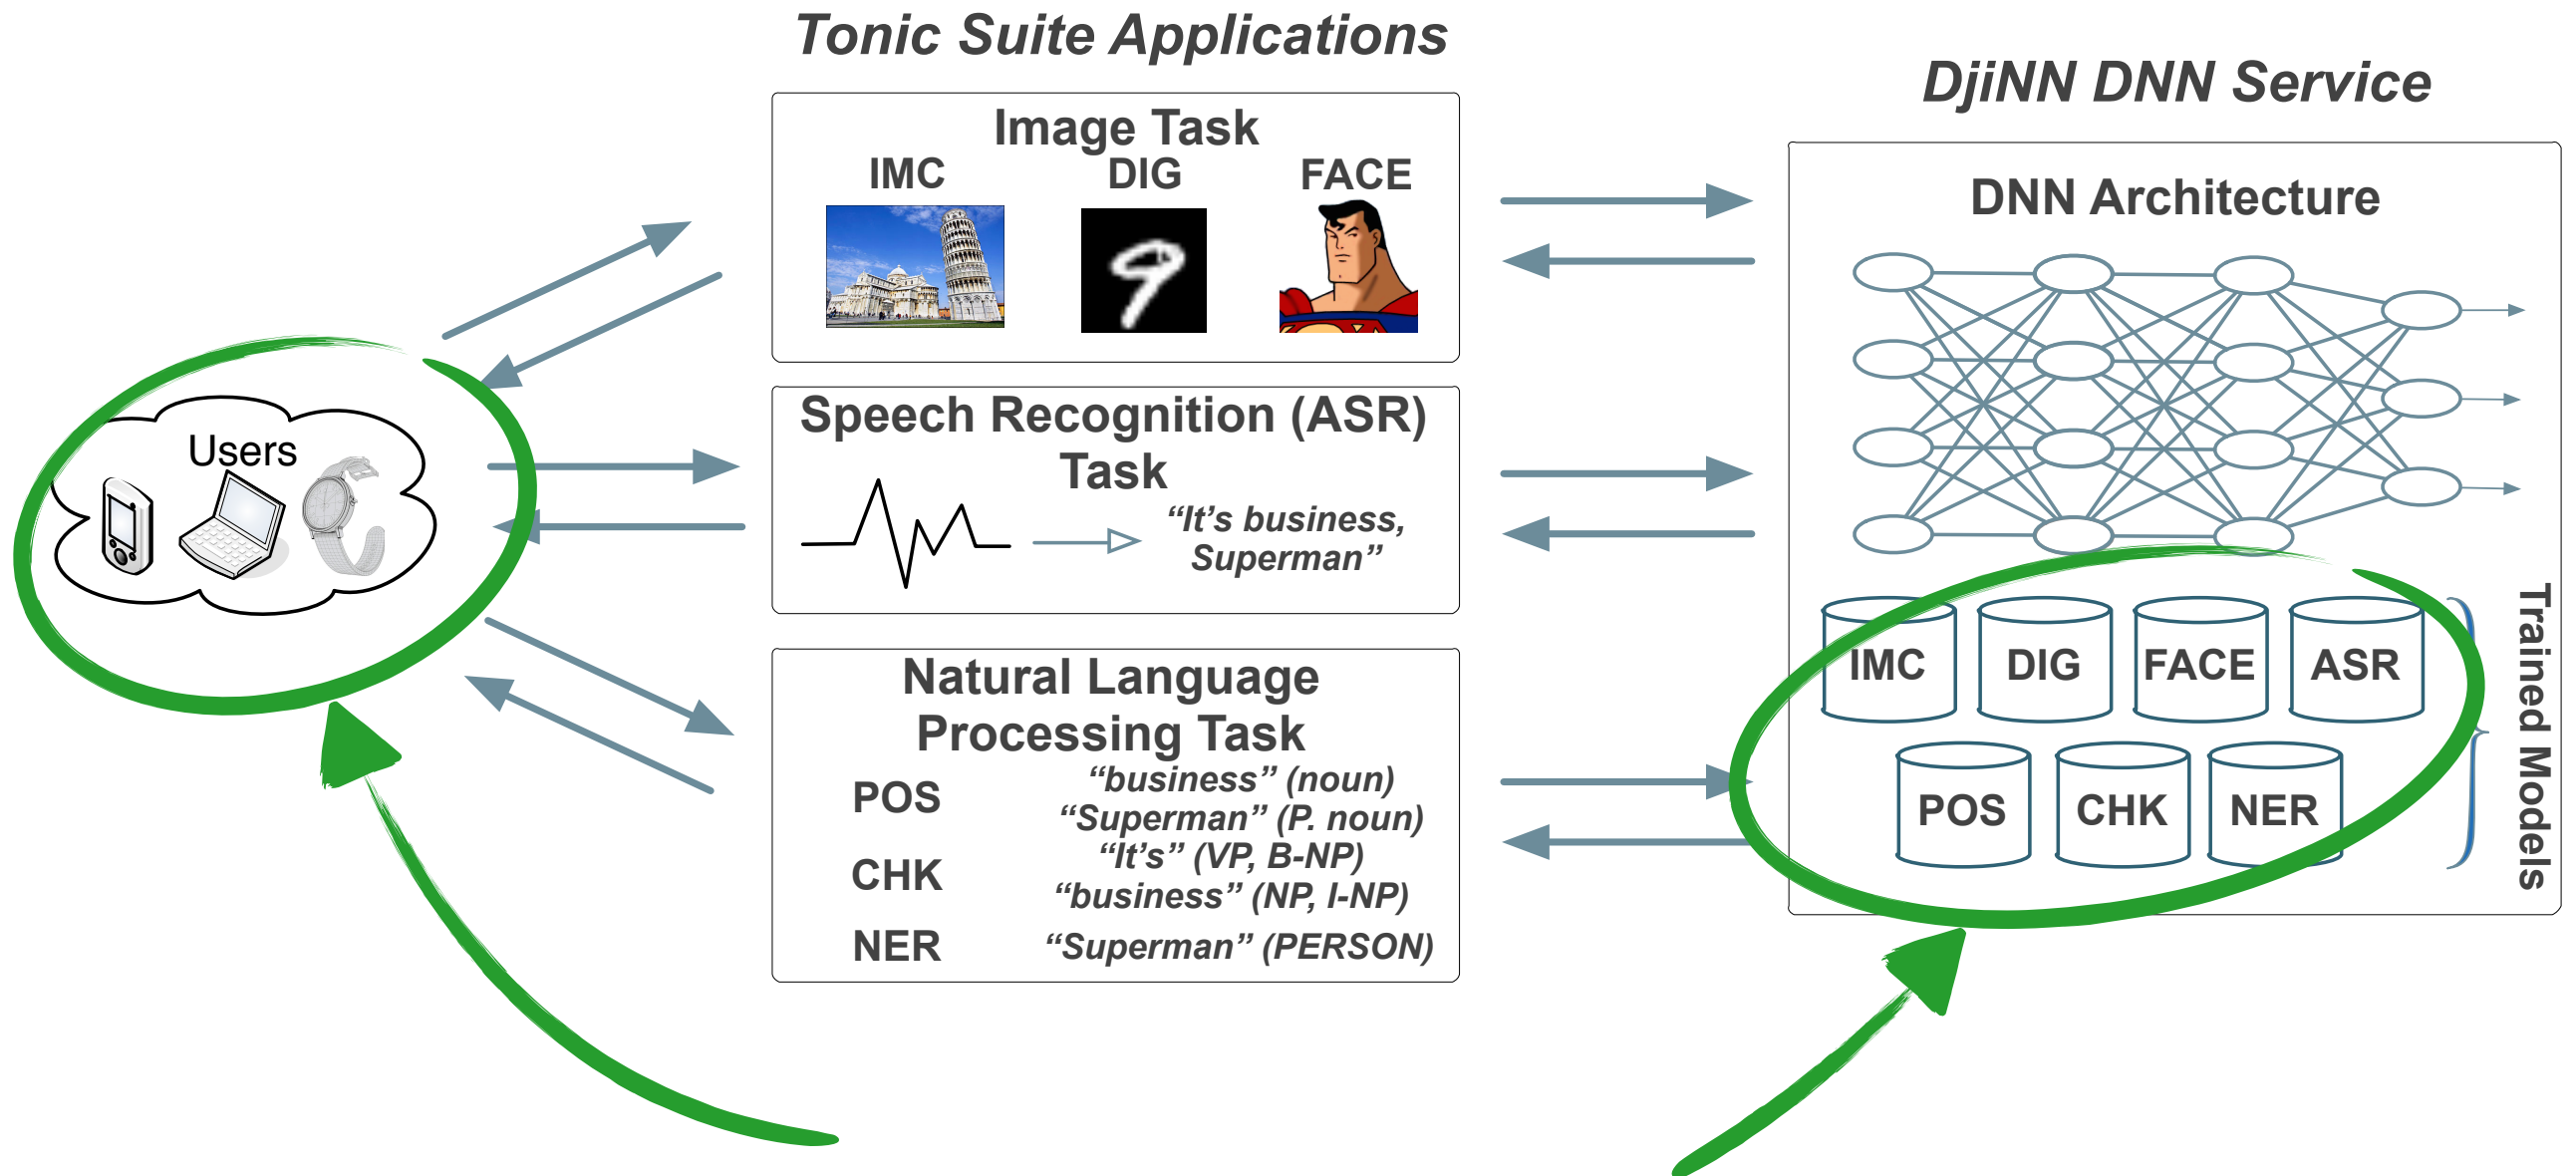 Tonic Suite Applications
DjiNN DNN Service
Image Task
IMC DIG FACE
Users
Speech Recognition (ASR)
Task
“It’s business,
Superman”
Natural Language
Processing Task
POS “business” (noun)
“Superman” (P. noun)
CHK “It’s” (VP, B-NP)
“business” (NP, I-NP)
NER “Superman” (PERSON)
DNN Architecture
IMC DIG FACE ASR
POS CHK NER
Trained Models